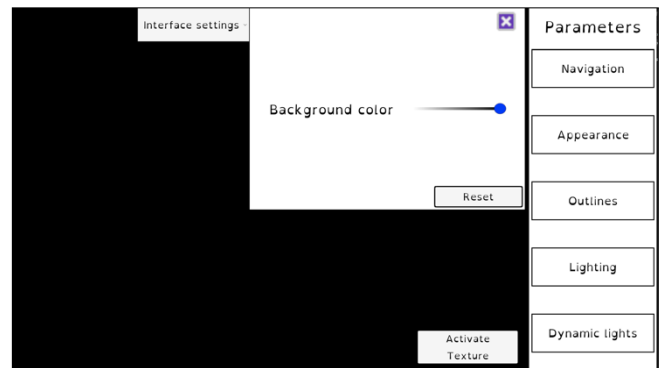 Interface settings -
Background color
Reset
Activate
Texture
Parameters
Navigation
Appearance
Outlines
Lighting
Dynamic lights